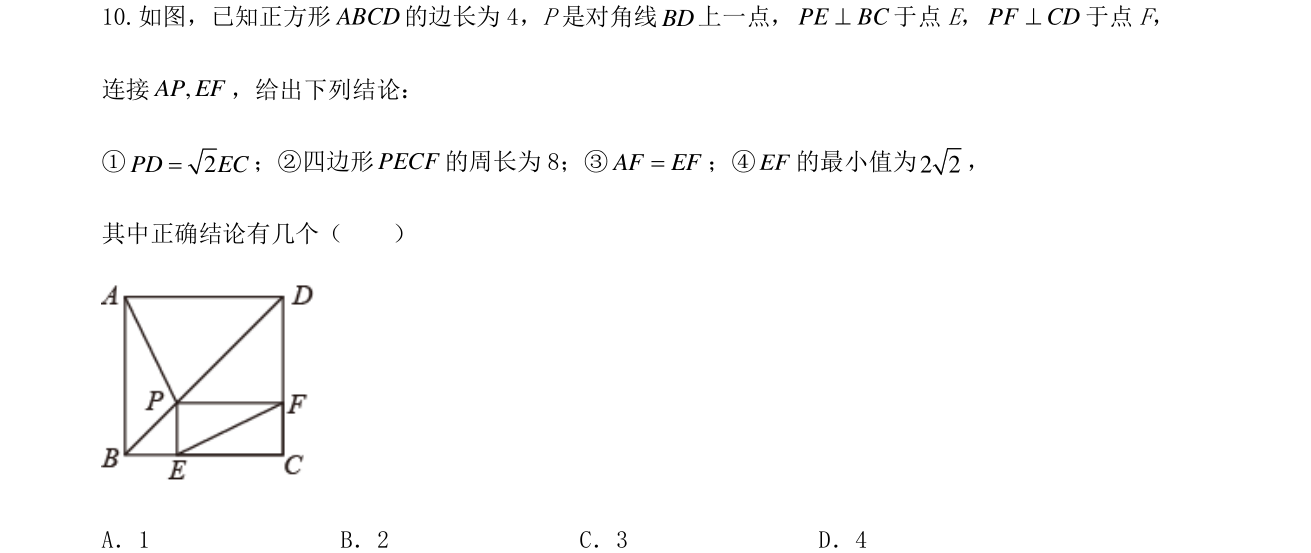 10.如图，已知正方形ABCD的边长为4，P是对角线BD上一点，PE⊥BC于点E，PF⊥CD于点F，
连接AP,EF，给出下列结论：
①PD=√2EC；②四边形PECF的周长为8；③AF=EF；④EF的最小值为2√2，
其中正确结论有几个（ ）
A D
P F
B E C
A．1 B．2 C．3 D．4